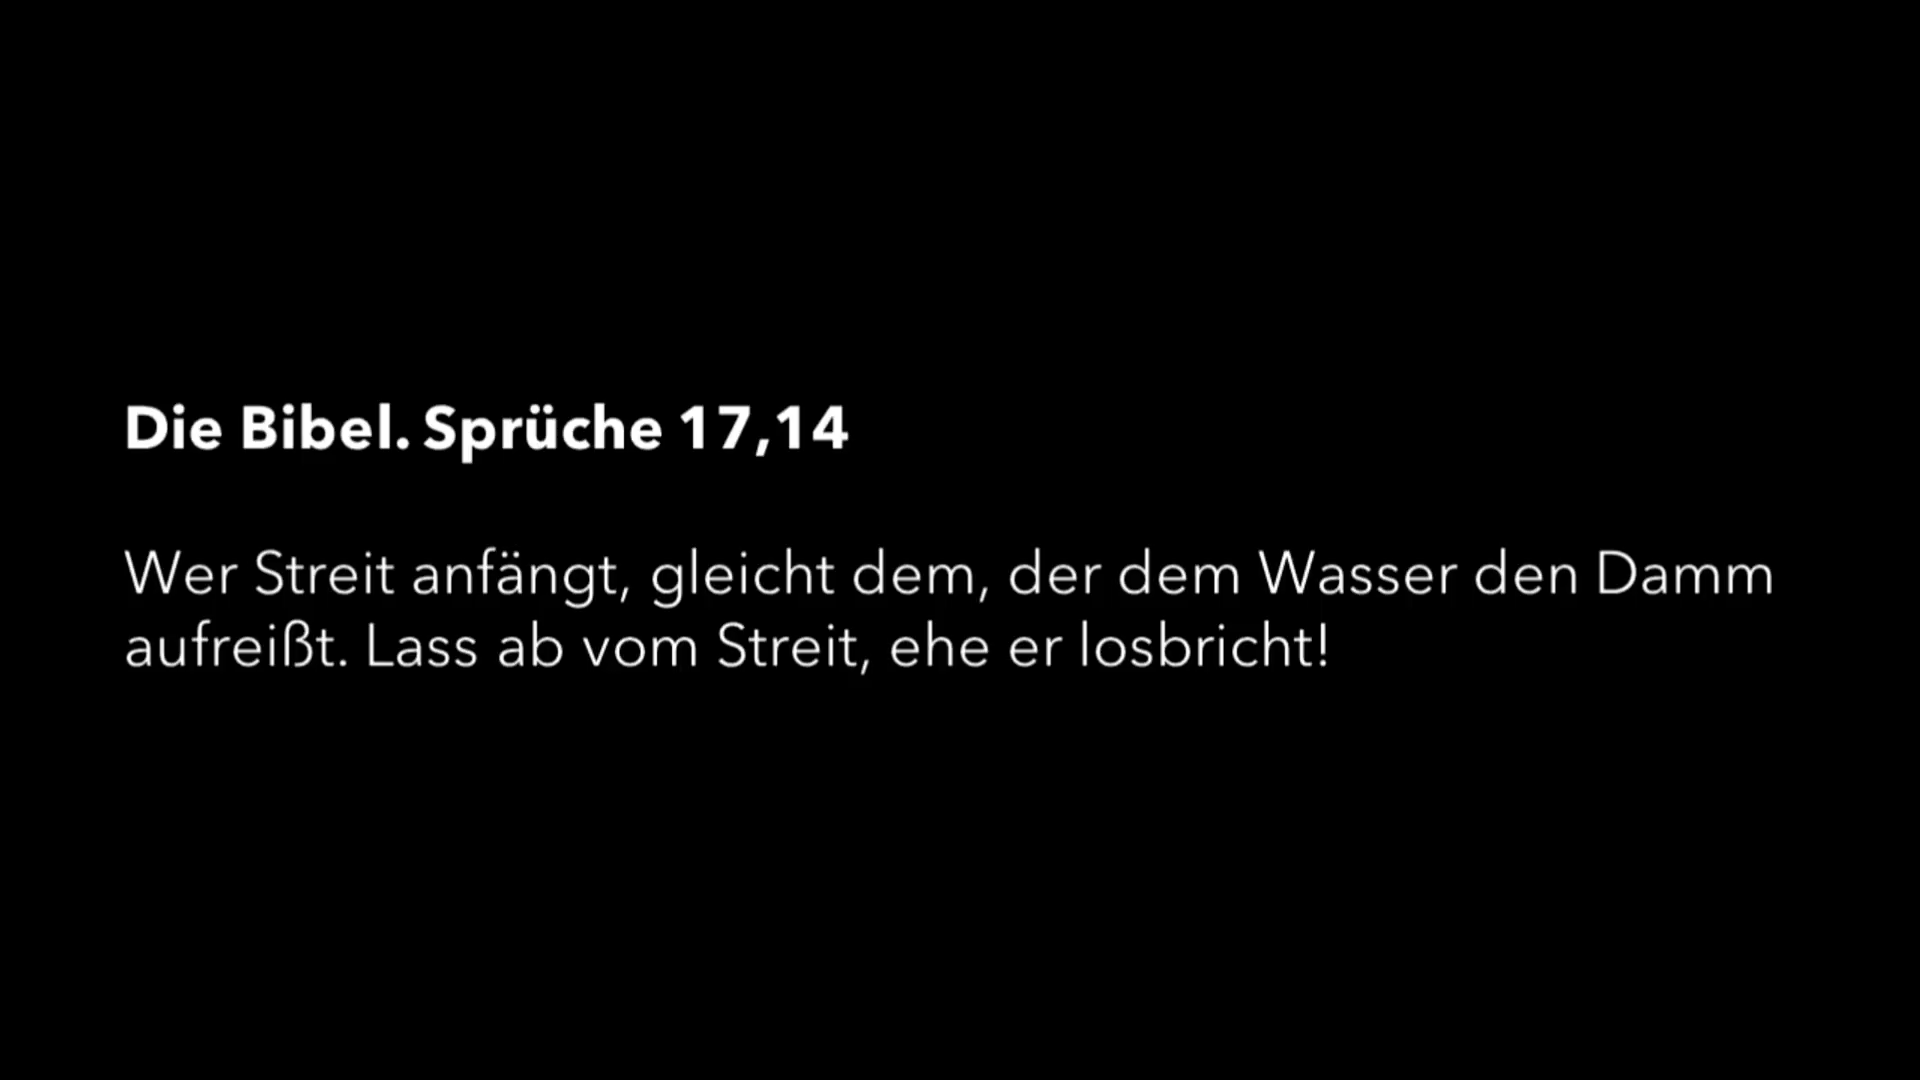 Die Bibel. Sprüche 17,14
Wer Streit anfängt, gleicht dem, der dem Wasser den Damm
aufreißt. Lass ab vom Streit, ehe er losbricht!